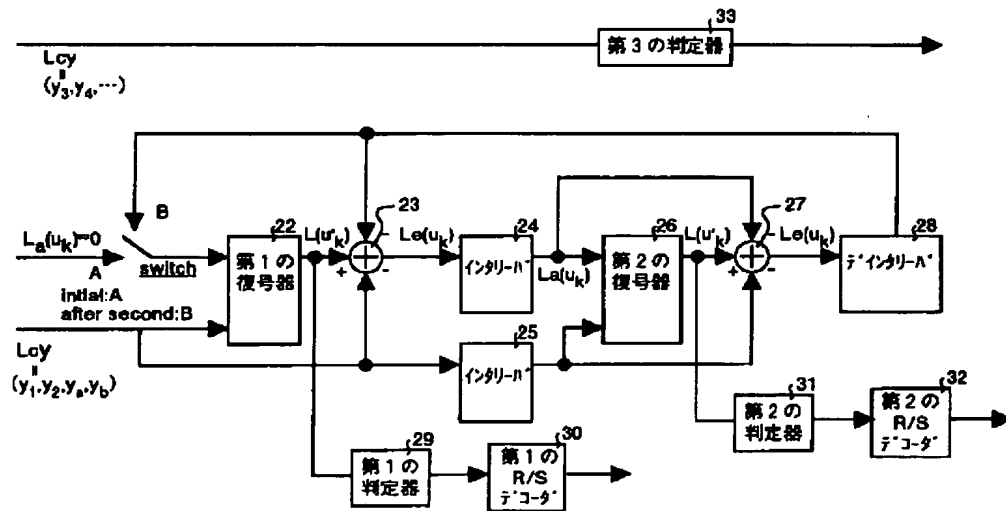 33
第3の判定器
Lcy
॥
(y3,y4,…)
B
La(uk)=0
A
switch
intial:A
after second:B
Lcy
॥
(y1,y2,ya,yb)
22
第1の
復号器
L(u'k)
+
-
-
23
Le(uk)
24
インタリーバ
La(uk)
25
インタリーバ
26
第2の
復号器
L(u'k)
+
-
-
27
Le(uk)
28
デインタリーバ
29
第1の
判定器
30
第1の
R/S
デコーダ
31
第2の
判定器
32
第2の
R/S
デコーダ